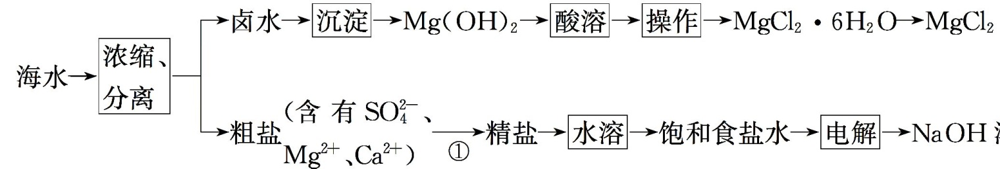 卤水→沉淀→Mg(OH)₂→酸溶→操作→MgCl₂·6H₂O→MgCl₂
海水→浓缩、分离
粗盐(含有SO₄²⁻、Mg²⁺、Ca²⁺)→①→精盐→水溶→饱和食盐水→电解→NaOH